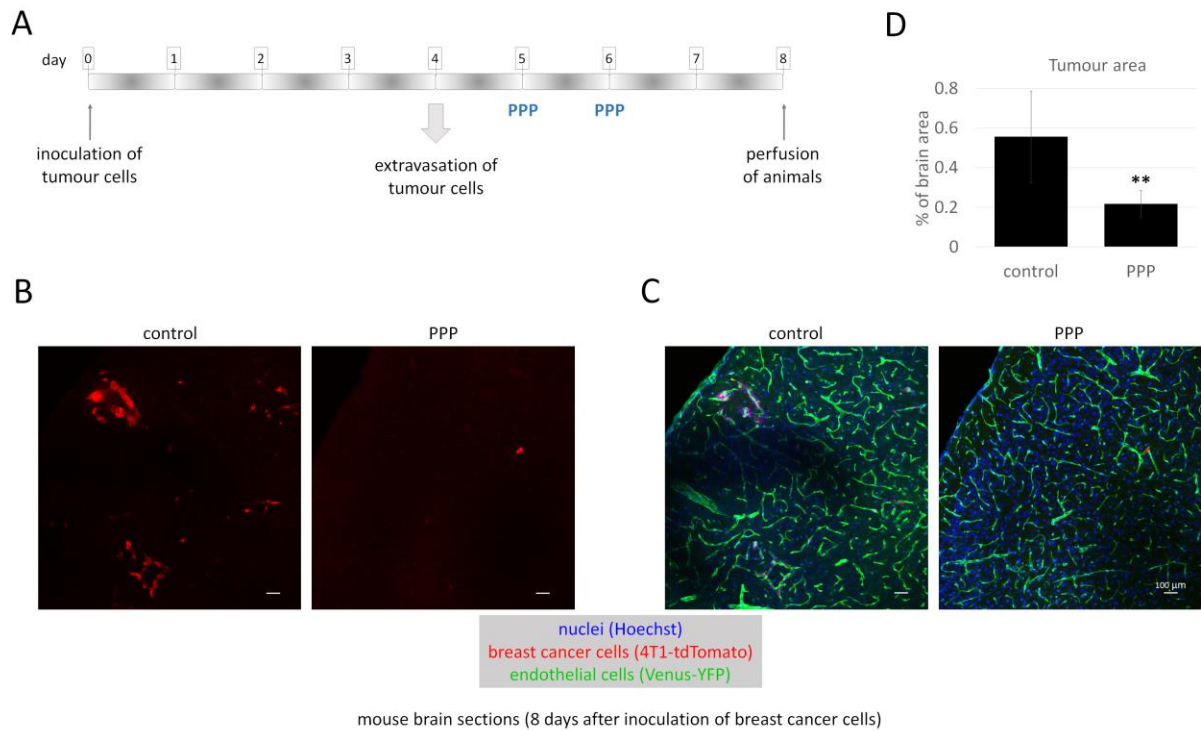 A
day 0 1 2 3 4 5 6 7 8
PPP PPP
inoculation of
tumour cells
extravasation of
tumour cells
perfusion
of animals
D
Tumour area
% of brain area
0.8
0.6
0.4
0.2
0
**
control PPP
B
control PPP
C
control PPP
100 µm
nuclei (Hoechst)
breast cancer cells (4T1-tdTomato)
endothelial cells (Venus-YFP)
mouse brain sections (8 days after inoculation of breast cancer cells)